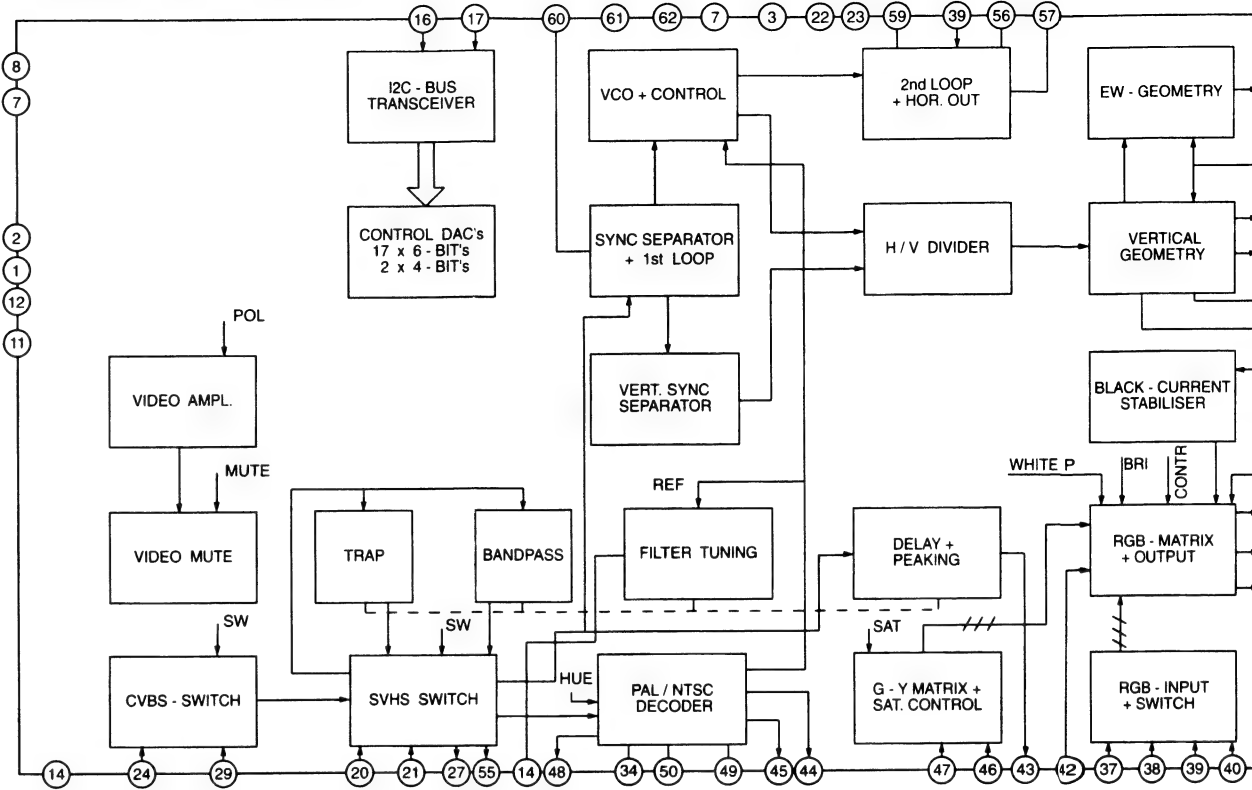 16 17 60 61 62 7 3 22 23 59 39 56 57
8
7
I2C - BUS
TRANSCEIVER
VCO + CONTROL
2nd LOOP
+ HOR. OUT
EW - GEOMETRY
2
1
12
11
CONTROL DAC's
17 x 6 - BIT's
2 x 4 - BIT's
SYNC SEPARATOR
+ 1st LOOP
H / V DIVIDER
VERTICAL
GEOMETRY
POL
VIDEO AMPL.
VERT. SYNC
SEPARATOR
BLACK - CURRENT
STABILISER
MUTE
REF
WHITE P
BRI
CONTR
VIDEO MUTE
TRAP
BANDPASS
FILTER TUNING
DELAY +
PEAKING
RGB - MATRIX
+ OUTPUT
SW
SW
SAT
HUE
CVBS - SWITCH
SVHS SWITCH
PAL / NTSC
DECODER
G - Y MATRIX +
SAT. CONTROL
RGB - INPUT
+ SWITCH
14 24 29 20 21 27 55 14 48 34 50 49 45 44 47 46 43 42 37 38 39 40